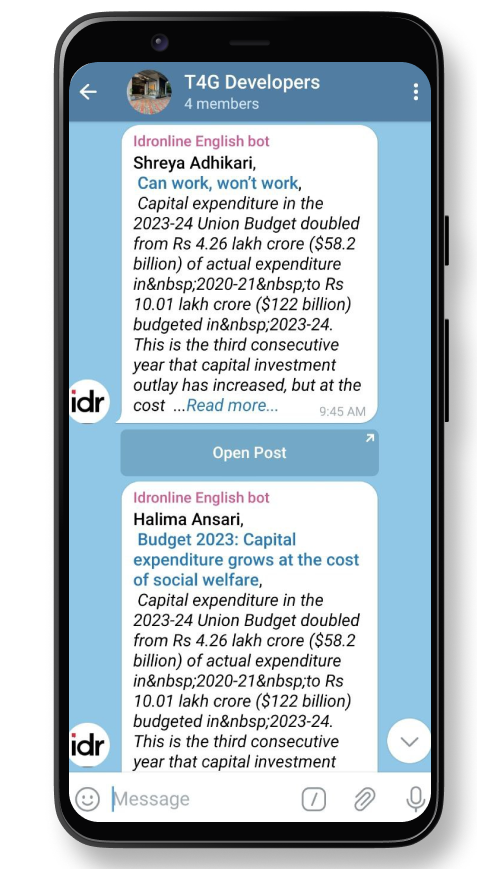 T4G Developers
4 members
Idronline English bot
Shreya Adhikari,
Can work, won't work,
Capital expenditure in the
2023-24 Union Budget doubled
from Rs 4.26 lakh crore ($58.2
billion) of actual expenditure
in&nbsp;2020-21&nbsp;to Rs
10.01 lakh crore ($122 billion)
budgeted in&nbsp;2023-24.
This is the third consecutive
year that capital investment
outlay has increased, but at the
cost ...Read more...
9:45 AM
idr
Open Post
Idronline English bot
Halima Ansari,
Budget 2023: Capital
expenditure grows at the cost
of social welfare,
Capital expenditure in the
2023-24 Union Budget doubled
from Rs 4.26 lakh crore ($58.2
billion) of actual expenditure
in&nbsp;2020-21&nbsp;to Rs
10.01 lakh crore ($122 billion)
budgeted in&nbsp;2023-24.
This is the third consecutive
year that capital investment
idr
Message